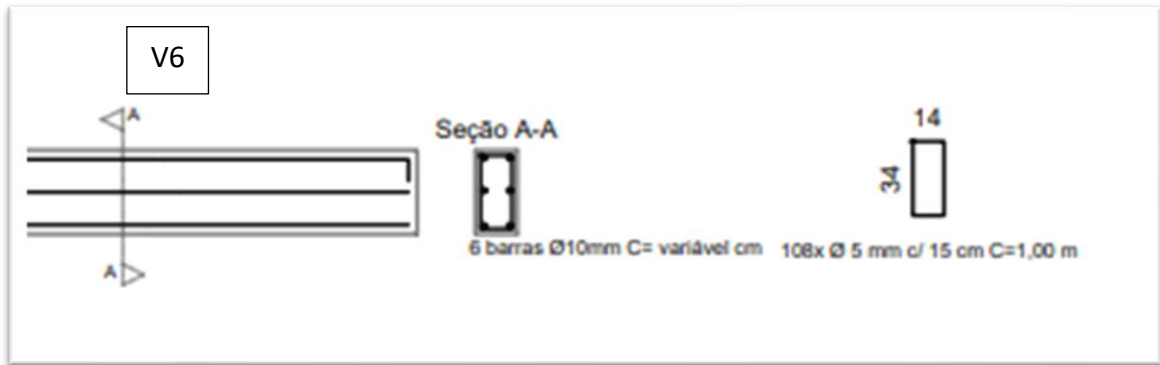 V6
A
Seção A-A
14
34
6 barras Ø10mm C= variável cm
108x Ø 5 mm c/ 15 cm C=1,00 m
A